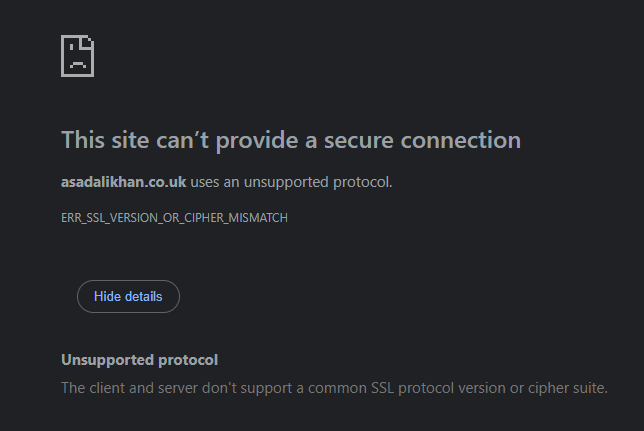 This site can’t provide a secure connection
asadalikhan.co.uk uses an unsupported protocol.
ERR_SSL_VERSION_OR_CIPHER_MISMATCH
Hide details
Unsupported protocol
The client and server don't support a common SSL protocol version or cipher suite.